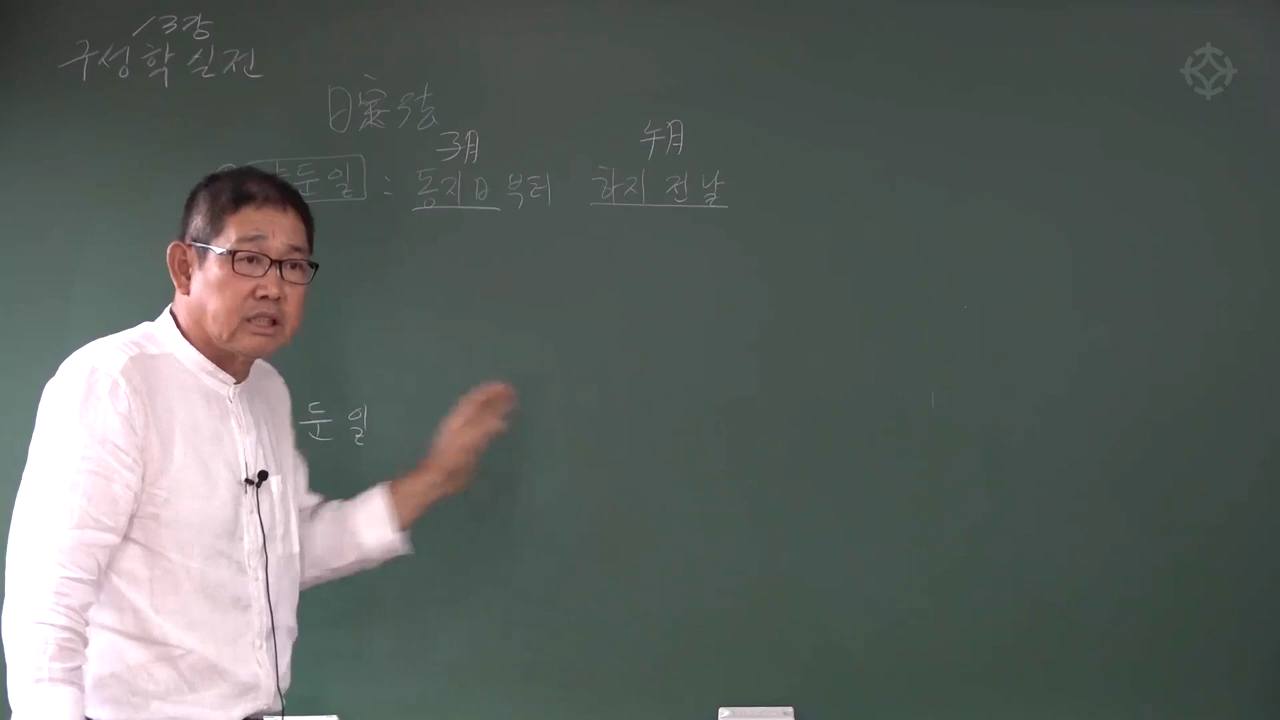 13강
구성학 실전
日定法
子月 午月
둔일 : 동지日 부터 하지 전날
둔일